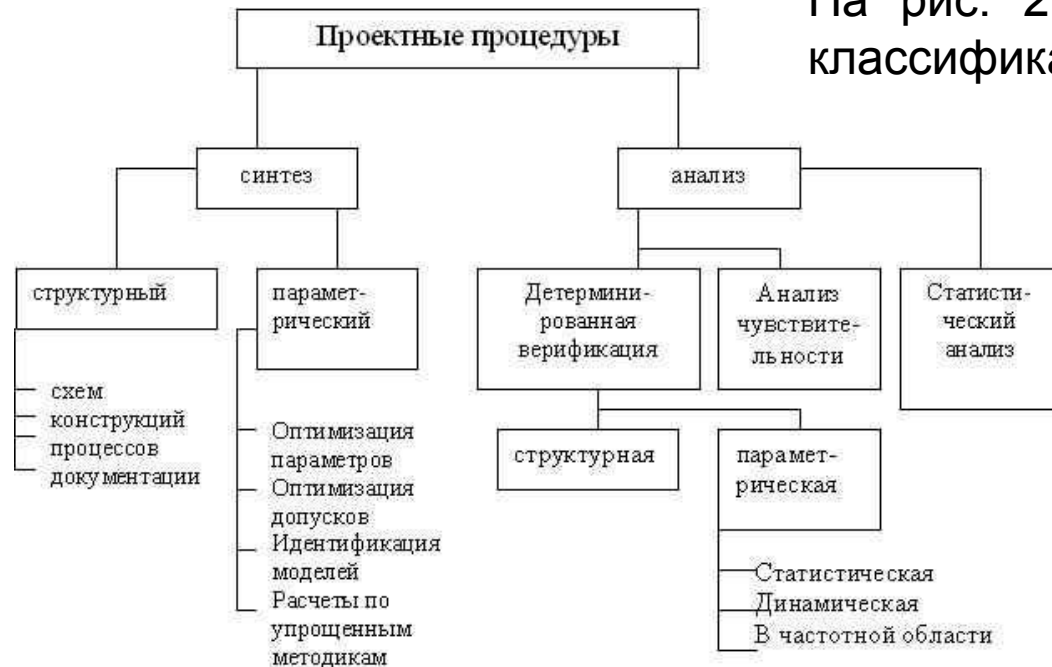 На рис. 2
классифика
Проектные процедуры
синтез
анализ
структурный
парамет-
рический
Детермини-
рованная
верификация
Анализ
чувствите-
льности
Статисти-
ческий
анализ
схем
конструкций
процессов
документации
Оптимизация
параметров
Оптимизация
допусков
Идентификация
моделей
Расчеты по
упрощенным
методикам
структурная
парамет-
рическая
Статистическая
Динамическая
В частотной области